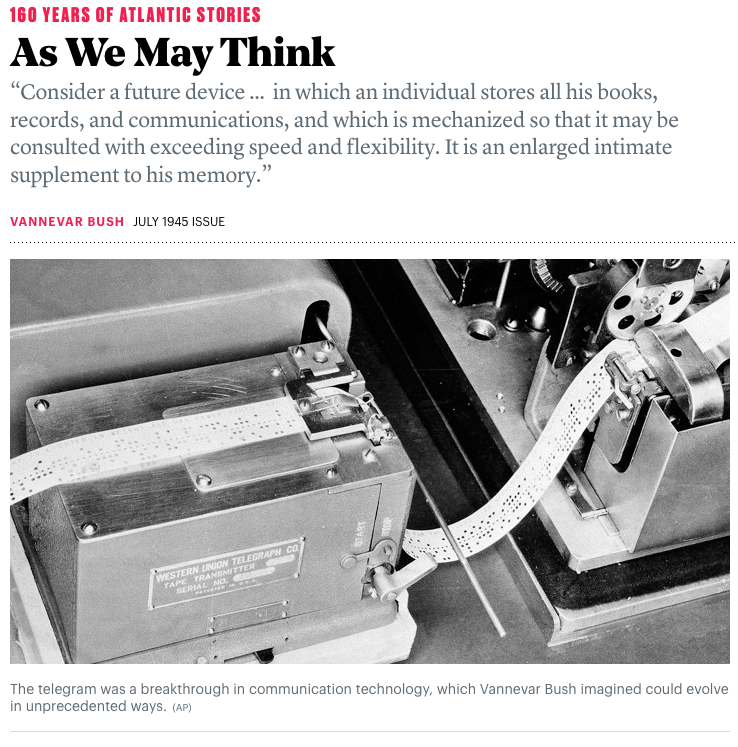 160 YEARS OF ATLANTIC STORIES
As We May Think
“Consider a future device … in which an individual stores all his books,
records, and communications, and which is mechanized so that it may be
consulted with exceeding speed and flexibility. It is an enlarged intimate
supplement to his memory.”
VANNEVAR BUSH JULY 1945 ISSUE
START
STOP
WESTERN UNION TELEGRAPH CO.
TAPE TRANSMITTER
SERIAL NO.
PATENTED IN U.S.A.
The telegram was a breakthrough in communication technology, which Vannevar Bush imagined could evolve
in unprecedented ways. (AP)